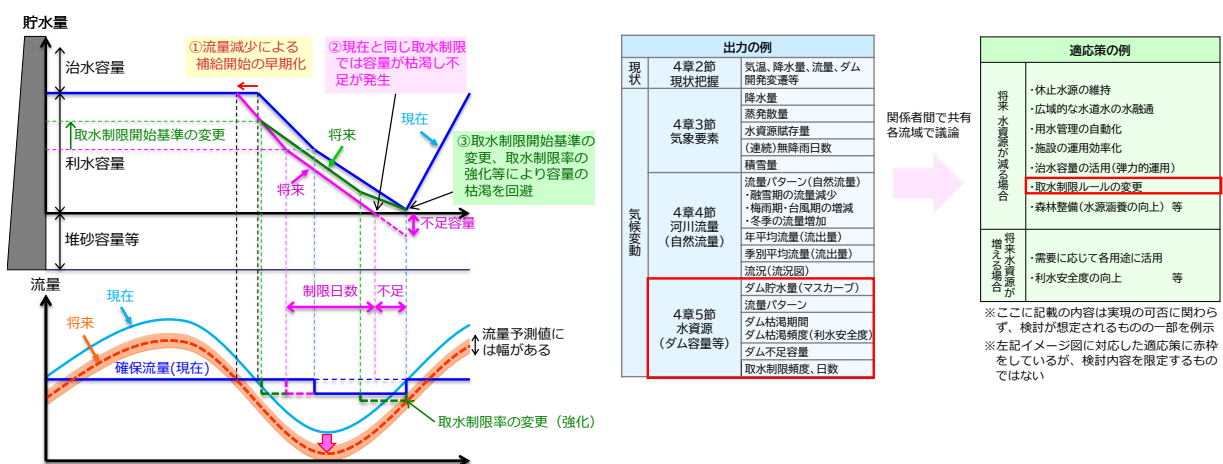 貯水量
治水容量
利水容量
堆砂容量等
①流量減少による
補給開始の早期化
②現在と同じ取水制限
では容量が枯渇し不
足が発生
取水制限開始基準の変更
将来
将来
現在
③取水制限開始基準の
変更、取水制限率の
強化等により容量の
枯渇を回避
不足容量
流量
現在
将来
確保流量(現在)
制限日数
不足
流量予測値に
は幅がある
取水制限率の変更（強化）
出力の例
現状
4章2節
現状把握
気温、降水量、流量、ダム
開発変遷等
気候変動
4章3節
気象要素
降水量
蒸発散量
水資源賦存量
(連続)無降雨日数
積雪量
4章4節
河川流量
(自然流量)
流量パターン(自然流量)
・融雪期の流量減少
・梅雨期・台風期の増減
・冬季の流量増加
年平均流量(流出量)
季別平均流量(流出量)
流況(流況図)
4章5節
水資源
(ダム容量等)
ダム貯水量(マスカーブ)
流量パターン
ダム枯渇期間
ダム枯渇頻度(利水安全度)
ダム不足容量
取水制限頻度、日数
関係者間で共有
各流域で議論
適応策の例
将来水資源が減る場合
・休止水源の維持
・広域的な水道水の水融通
・用水管理の自動化
・施設の運用効率化
・治水容量の活用(弾力的運用)
・取水制限ルールの変更
・森林整備(水源涵養の向上) 等
将来水資源が
増える場合
・需要に応じて各用途に活用
・利水安全度の向上 等
※ここに記載の内容は実現の可否に関わら
ず、検討が想定されるものの一部を例示
※左記イメージ図に対応した適応策に赤枠
をしているが、検討内容を限定するもの
ではない